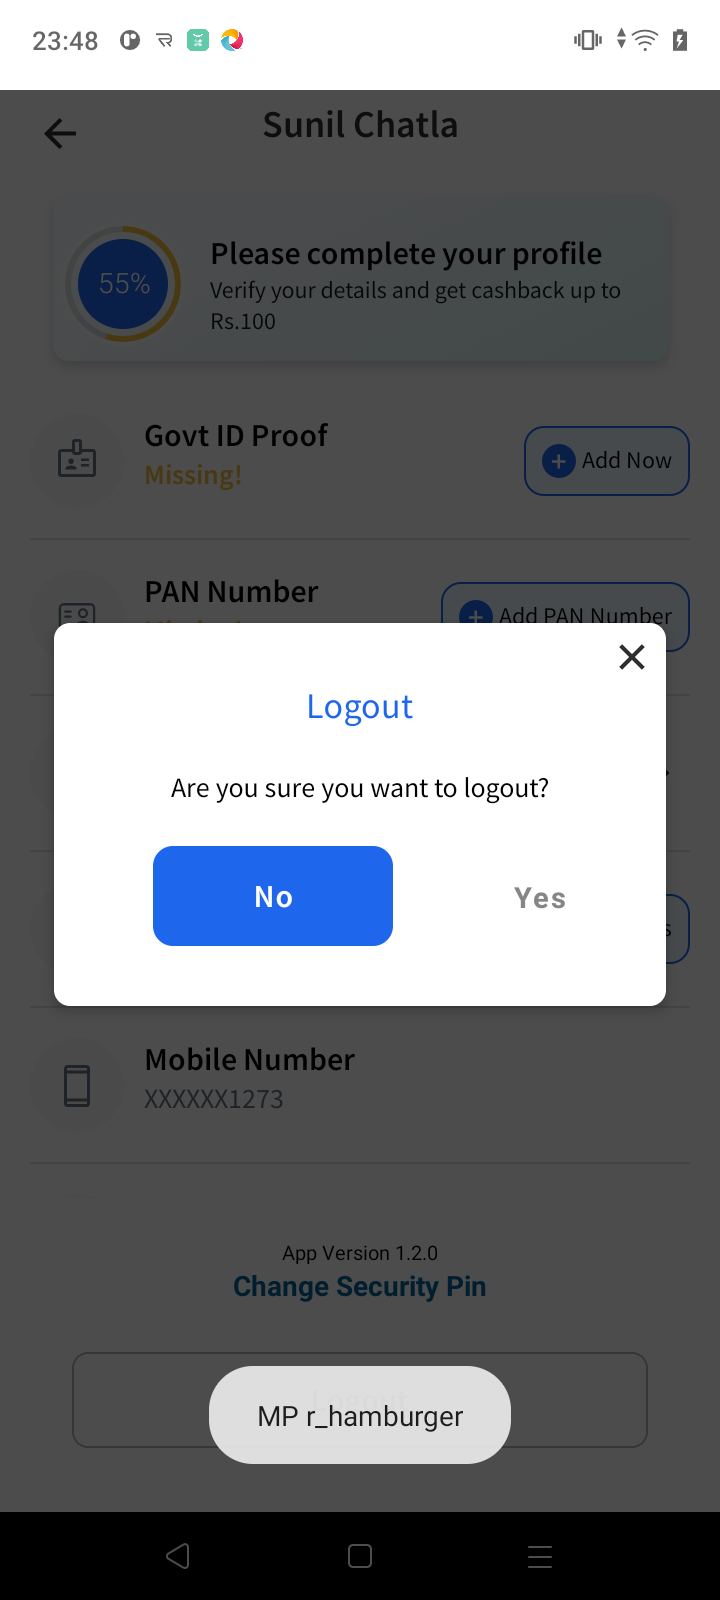 23:48
Sunil Chatla
55%
Please complete your profile
Verify your details and get cashback up to
Rs.100
Govt ID Proof
Missing!
Add Now
PAN Number
Add PAN Number
Logout
Are you sure you want to logout?
No
Yes
s
Mobile Number
XXXXXX1273
App Version 1.2.0
Change Security Pin
Logout
MP r_hamburger